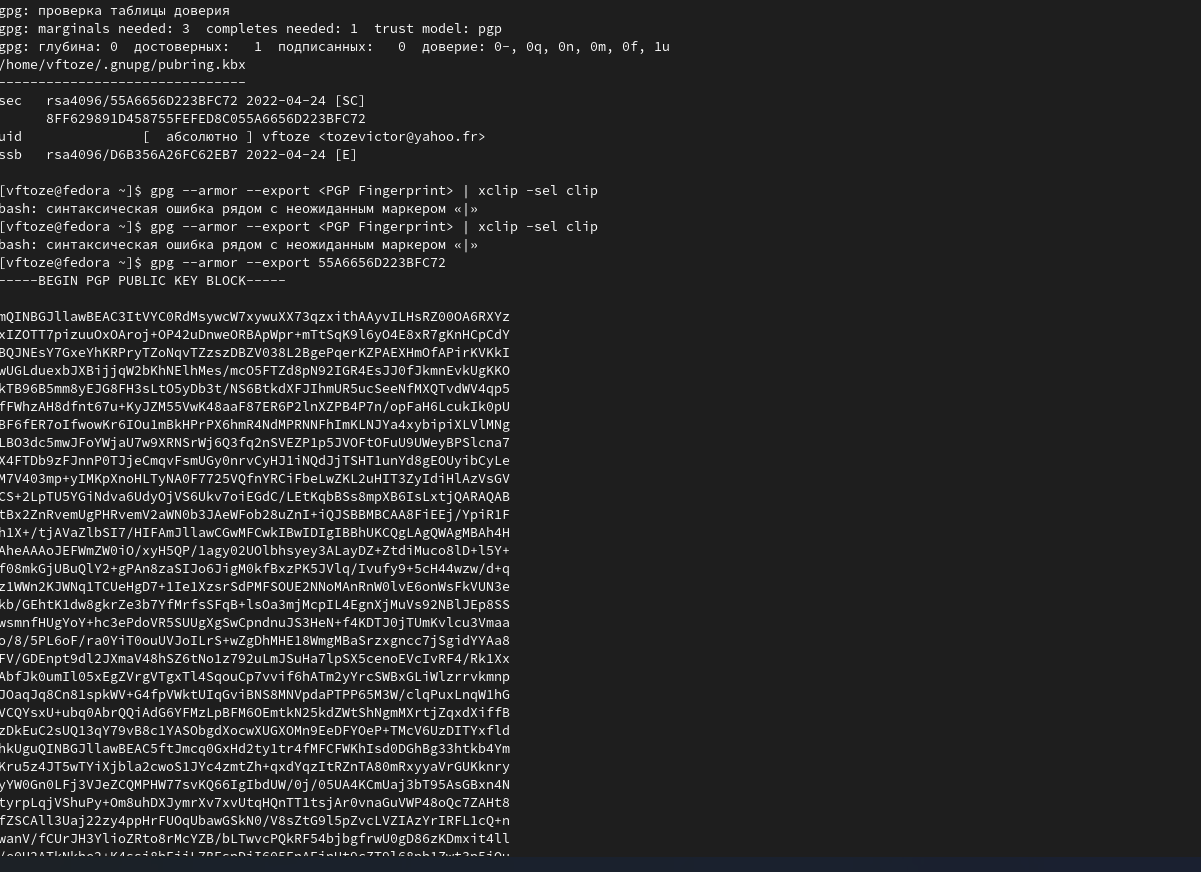 gpg: проверка таблицы доверия
gpg: marginals needed: 3  completes needed: 1  trust model: pgp
gpg: глубина: 0  достоверных:   1  подписанных:   0  доверие: 0-, 0q, 0n, 0m, 0f, 1u
/home/vftoze/.gnupg/pubring.kbx
-------------------------------
sec   rsa4096/55A6656D223BFC72 2022-04-24 [SC]
      8FF629891D458755FEFED8C055A6656D223BFC72
uid               [  абсолютно ] vftoze <tozevictor@yahoo.fr>
ssb   rsa4096/D6B356A26FC62EB7 2022-04-24 [E]
[vftoze@fedora ~]$ gpg --armor --export <PGP Fingerprint> | xclip -sel clip
bash: синтаксическая ошибка рядом с неожиданным маркером «|»
[vftoze@fedora ~]$ gpg --armor --export <PGP Fingerprint> | xclip -sel clip
bash: синтаксическая ошибка рядом с неожиданным маркером «|»
[vftoze@fedora ~]$ gpg --armor --export 55A6656D223BFC72
-----BEGIN PGP PUBLIC KEY BLOCK-----
mQINBGJllawBEAC3ItVYC0RdMsywcW7xywuXX73qzxithAAyvILHsRZ00OA6RXYz
xIZOTT7pizuuOxOAroj+OP42uDnweORBApWpr+mTtSqK9l6yO4E8xR7gKnHCpCdY
BQJNEsY7GxeYhKRPryTZoNqvTZzszDBZV038L2BgePqerKZPAEXHmOfAPirKVKkI
wUGLduexbJXBijjqW2bKhNElhMes/mcO5FTZd8pN92IGR4EsJJ0fJkmnEvkUgKKO
kTB96B5mm8yEJG8FH3sLtO5yDb3t/NS6BtkdXFJIhmUR5ucSeeNfMXQTvdWV4qp5
fFWhzAH8dfnt67u+KyJZM55VwK48aaF87ER6P2lnXZPB4P7n/opFaH6LcukIk0pU
BF6fER7oIfwowKr6IOu1mBkHPrPX6hmR4NdMPRNNFhImKLNJYa4xybipiXLVlMNg
LBO3dc5mwJFoYWjaU7w9XRNSrWj6Q3fq2nSVEZP1p5JVOFtOFuU9UWeyBPSlcna7
X4FTDb9zFJnnP0TJjeCmqvFsmUGy0nrvCyHJ1iNQdJjTSHT1unYd8gEOUyibCyLe
M7V403mp+yIMKpXnoHLTyNA0F7725VQfnYRCiFbeLwZKL2uHIT3ZyIdiHlAzVsGV
CS+2LpTU5YGiNdva6UdyOjVS6Ukv7oiEGdC/LEtKqbBSs8mpXB6IsLxtjQARAQAB
tBx2ZnRvemUgPHRvemV2aWN0b3JAeWFob28uZnI+iQJSBBMBCAA8FiEEj/YpiR1F
h1X+/tjAVaZlbSI7/HIFAmJllawCGwMFCwkIBwIDIgIBBhUKCQgLAgQWAgMBAh4H
AheAAAoJEFWmZW0iO/xyH5QP/1agy02UOlbhsyey3ALayDZ+ZtdiMuco8lD+l5Y+
f08mkGjUBuQlY2+gPAn8zaSIJo6JigM0kfBxzPK5JVlq/Ivufy9+5cH44wzw/d+q
z1WWn2KJWNq1TCUeHgD7+1Ie1XzsrSdPMFSOUE2NNoMAnRnW0lvE6onWsFkVUN3e
kb/GEhtK1dw8gkrZe3b7YfMrfsSFqB+lsOa3mjMcpIL4EgnXjMuVs92NBlJEp8SS
wsmnfHUgYoY+hc3ePdoVR5SUUgXgSwCpndnuJS3HeN+f4KDTJ0jTUmKvlcu3Vmaa
o/8/5PL6oF/ra0YiT0ouUVJoILrS+wZgDhMHE18WmgMBaSrzxgncc7jSgidYYAa8
FV/GDEnpt9dl2JXmaV48hSZ6tNo1z792uLmJSuHa7lpSX5cenoEVcIvRF4/Rk1Xx
AbfJk0umIl05xEgZVrgVTgxTl4SqouCp7vvif6hATm2yYrcSWBxGLiWlzrrvkmnp
JOaqJq8Cn81spkWV+G4fpVWktUIqGviBNS8MNVpdaPTPP65M3W/clqPuxLnqW1hG
VCQYsxU+ubq0AbrQQiAdG6YFMzLpBFM6OEmtkN25kdZWtShNgmMXrtjZqxdXiffB
zDkEuC2sUQ13qY79vB8c1YASObgdXocwXUGXOMn9EeDFYOeP+TMcV6UzDITYxfld
hkUguQINBGJllawBEAC5ftJmcq0GxHd2ty1tr4fMFCFWKhIsd0DGhBg33htkb4Ym
Kru5z4JT5wTYiXjbla2cwoS1JYc4zmtZh+qxdYqzItRZnTA80mRxyyaVrGUKknry
yYW0Gn0LFj3VJeZCQMPHW77svKQ66IgIbdUW/0j/05UA4KCmUaj3bT95AsGBxn4N
tyrpLqjVShuPy+Om8uhDXJymrXv7xvUtqHQnTT1tsjAr0vnaGuVWP48oQc7ZAHt8
fZSCAll3Uaj22zy4ppHrFUOqUbawGSkN0/V8sZtG9l5pZvcLVZIAzYrIRFL1cQ+n
wanV/fCUrJH3YlioZRto8rMcYZB/bLTwvcPQkRF54bjbgfrwU0gD86zKDmxit4ll